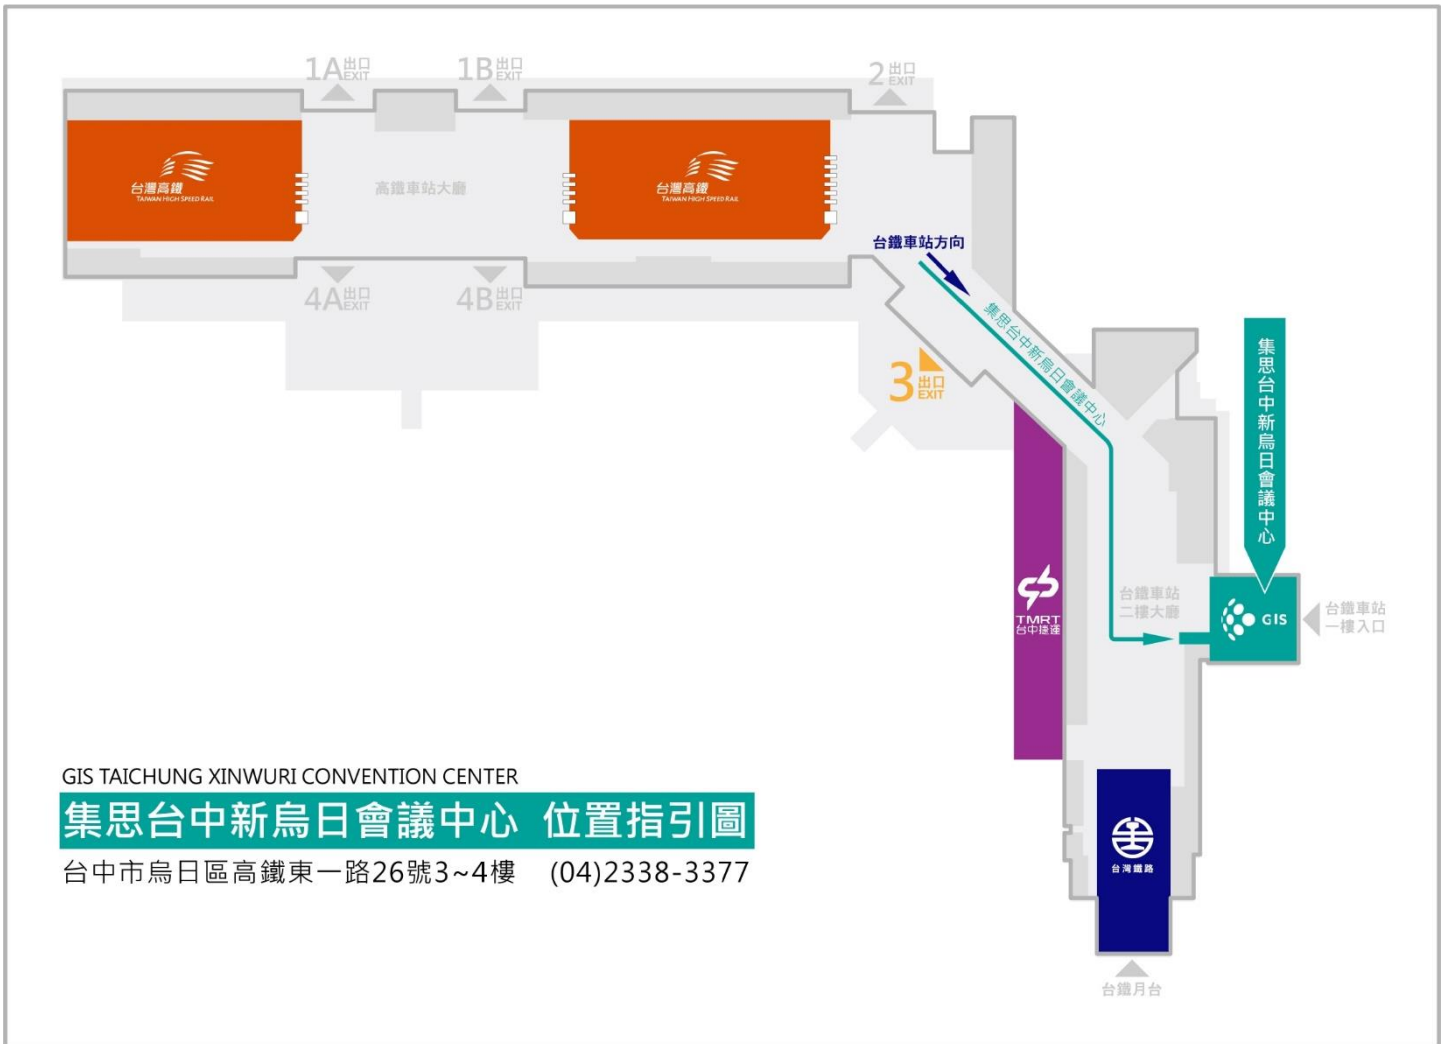 1A出口
EXIT
1B出口
EXIT
2出口
EXIT
台灣高鐵
TAIWAN HIGH SPEED RAIL
高鐵車站大廳
台灣高鐵
TAIWAN HIGH SPEED RAIL
台鐵車站方向
4A出口
EXIT
4B出口
EXIT
集思台中新烏日會議中心
3出口
EXIT
集思台中新烏日會議中心
TMRT
台中捷運
台鐵車站
二樓大廳
GIS
台鐵車站
一樓入口
GIS TAICHUNG XINWURI CONVENTION CENTER
集思台中新烏日會議中心 位置指引圖
台中市烏日區高鐵東一路26號3~4樓 (04)2338-3377
台灣鐵路
台鐵月台